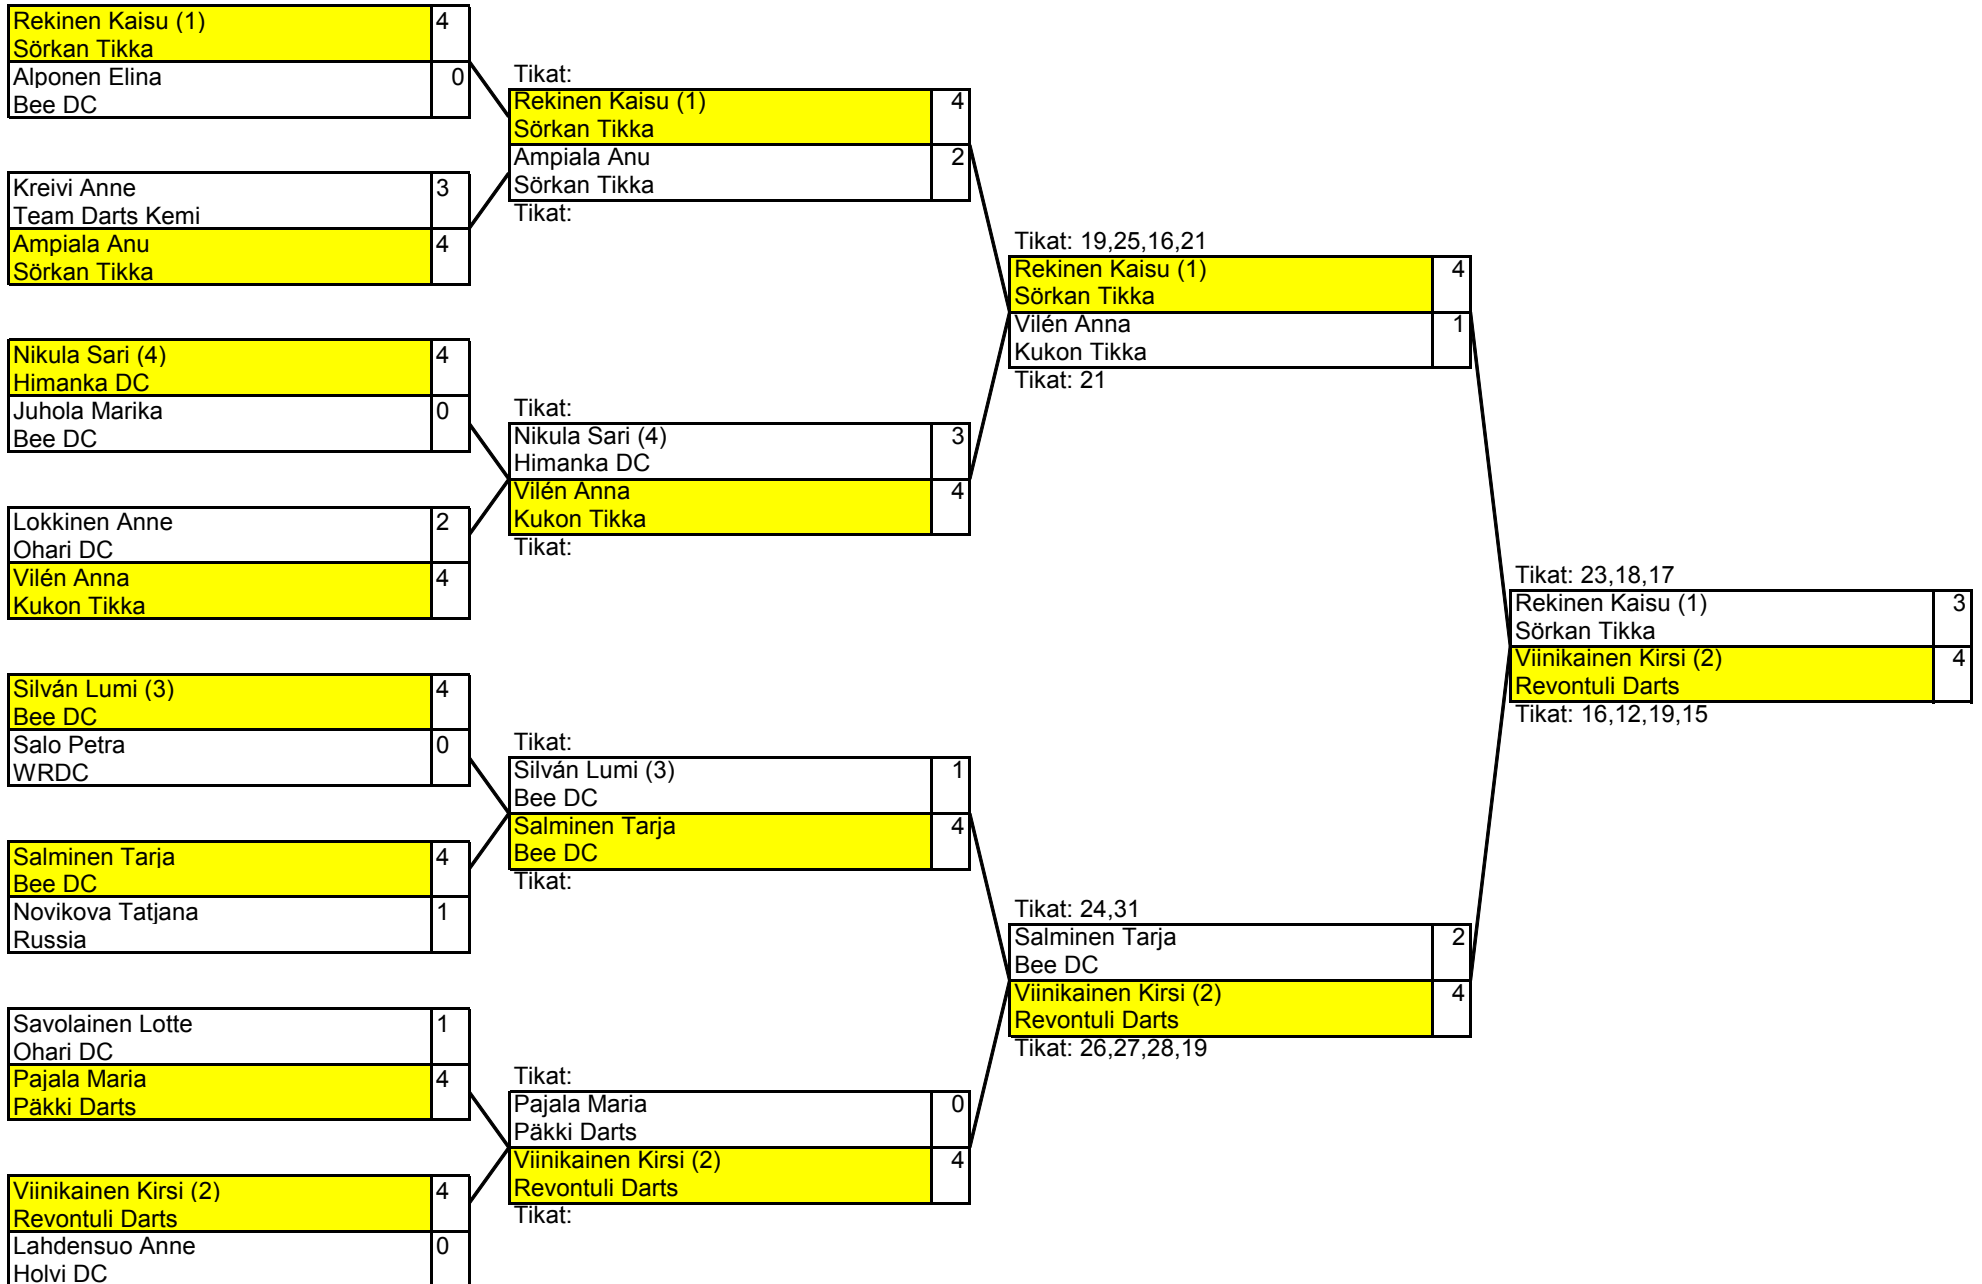 Rekinen Kaisu (1) 4
Sörkan Tikka
Alponen Elina 0
Bee DC
Kreivi Anne 3
Team Darts Kemi
Ampiala Anu 4
Sörkan Tikka
Nikula Sari (4) 4
Himanka DC
Juhola Marika 0
Bee DC
Lokkinen Anne 2
Ohari DC
Vilén Anna 4
Kukon Tikka
Silván Lumi (3) 4
Bee DC
Salo Petra 0
WRDC
Salminen Tarja 4
Bee DC
Novikova Tatjana 1
Russia
Savolainen Lotte 1
Ohari DC
Pajala Maria 4
Päkki Darts
Viinikainen Kirsi (2) 4
Revontuli Darts
Lahdensuo Anne 0
Holvi DC
Tikat:
Rekinen Kaisu (1) 4
Sörkan Tikka
Ampiala Anu 2
Sörkan Tikka
Tikat:
Tikat:
Nikula Sari (4) 3
Himanka DC
Vilén Anna 4
Kukon Tikka
Tikat:
Tikat:
Silván Lumi (3) 1
Bee DC
Salminen Tarja 4
Bee DC
Tikat:
Tikat:
Pajala Maria 0
Päkki Darts
Viinikainen Kirsi (2) 4
Revontuli Darts
Tikat:
Tikat: 19,25,16,21
Rekinen Kaisu (1) 4
Sörkan Tikka
Vilén Anna 1
Kukon Tikka
Tikat: 21
Tikat: 24,31
Salminen Tarja 2
Bee DC
Viinikainen Kirsi (2) 4
Revontuli Darts
Tikat: 26,27,28,19
Tikat: 23,18,17
Rekinen Kaisu (1) 3
Sörkan Tikka
Viinikainen Kirsi (2) 4
Revontuli Darts
Tikat: 16,12,19,15